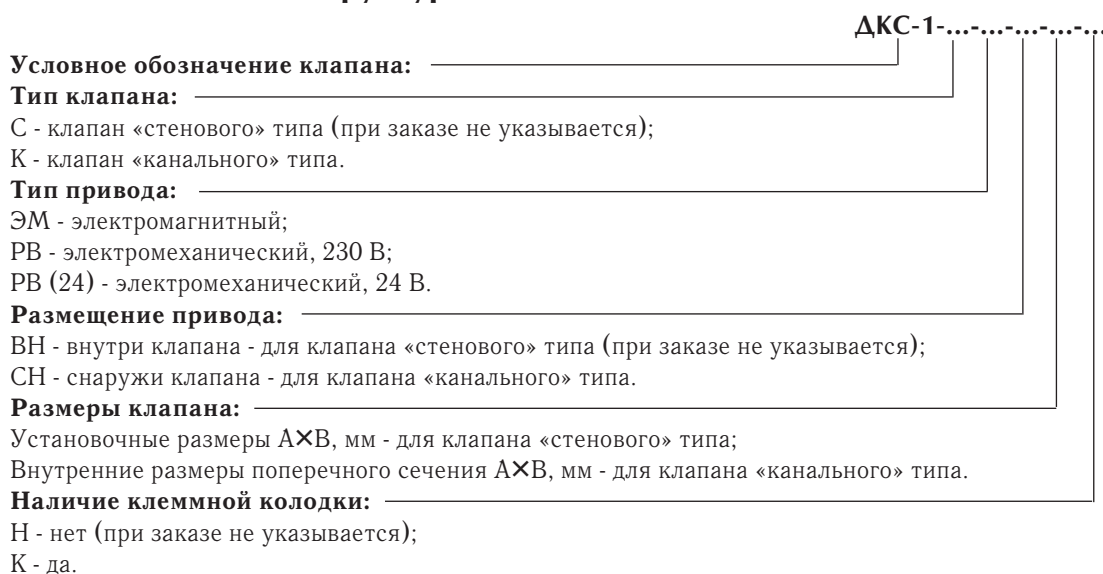 ДКС-1-...-...-...-...-...
Условное обозначение клапана:
Тип клапана:
С - клапан «стенового» типа (при заказе не указывается);
К - клапан «канального» типа.
Тип привода:
ЭМ - электромагнитный;
РВ - электромеханический, 230 В;
РВ (24) - электромеханический, 24 В.
Размещение привода:
ВН - внутри клапана - для клапана «стенового» типа (при заказе не указывается);
СН - снаружи клапана - для клапана «канального» типа.
Размеры клапана:
Установочные размеры А×В, мм - для клапана «стенового» типа;
Внутренние размеры поперечного сечения А×В, мм - для клапана «канального» типа.
Наличие клеммной колодки:
Н - нет (при заказе не указывается);
К - да.